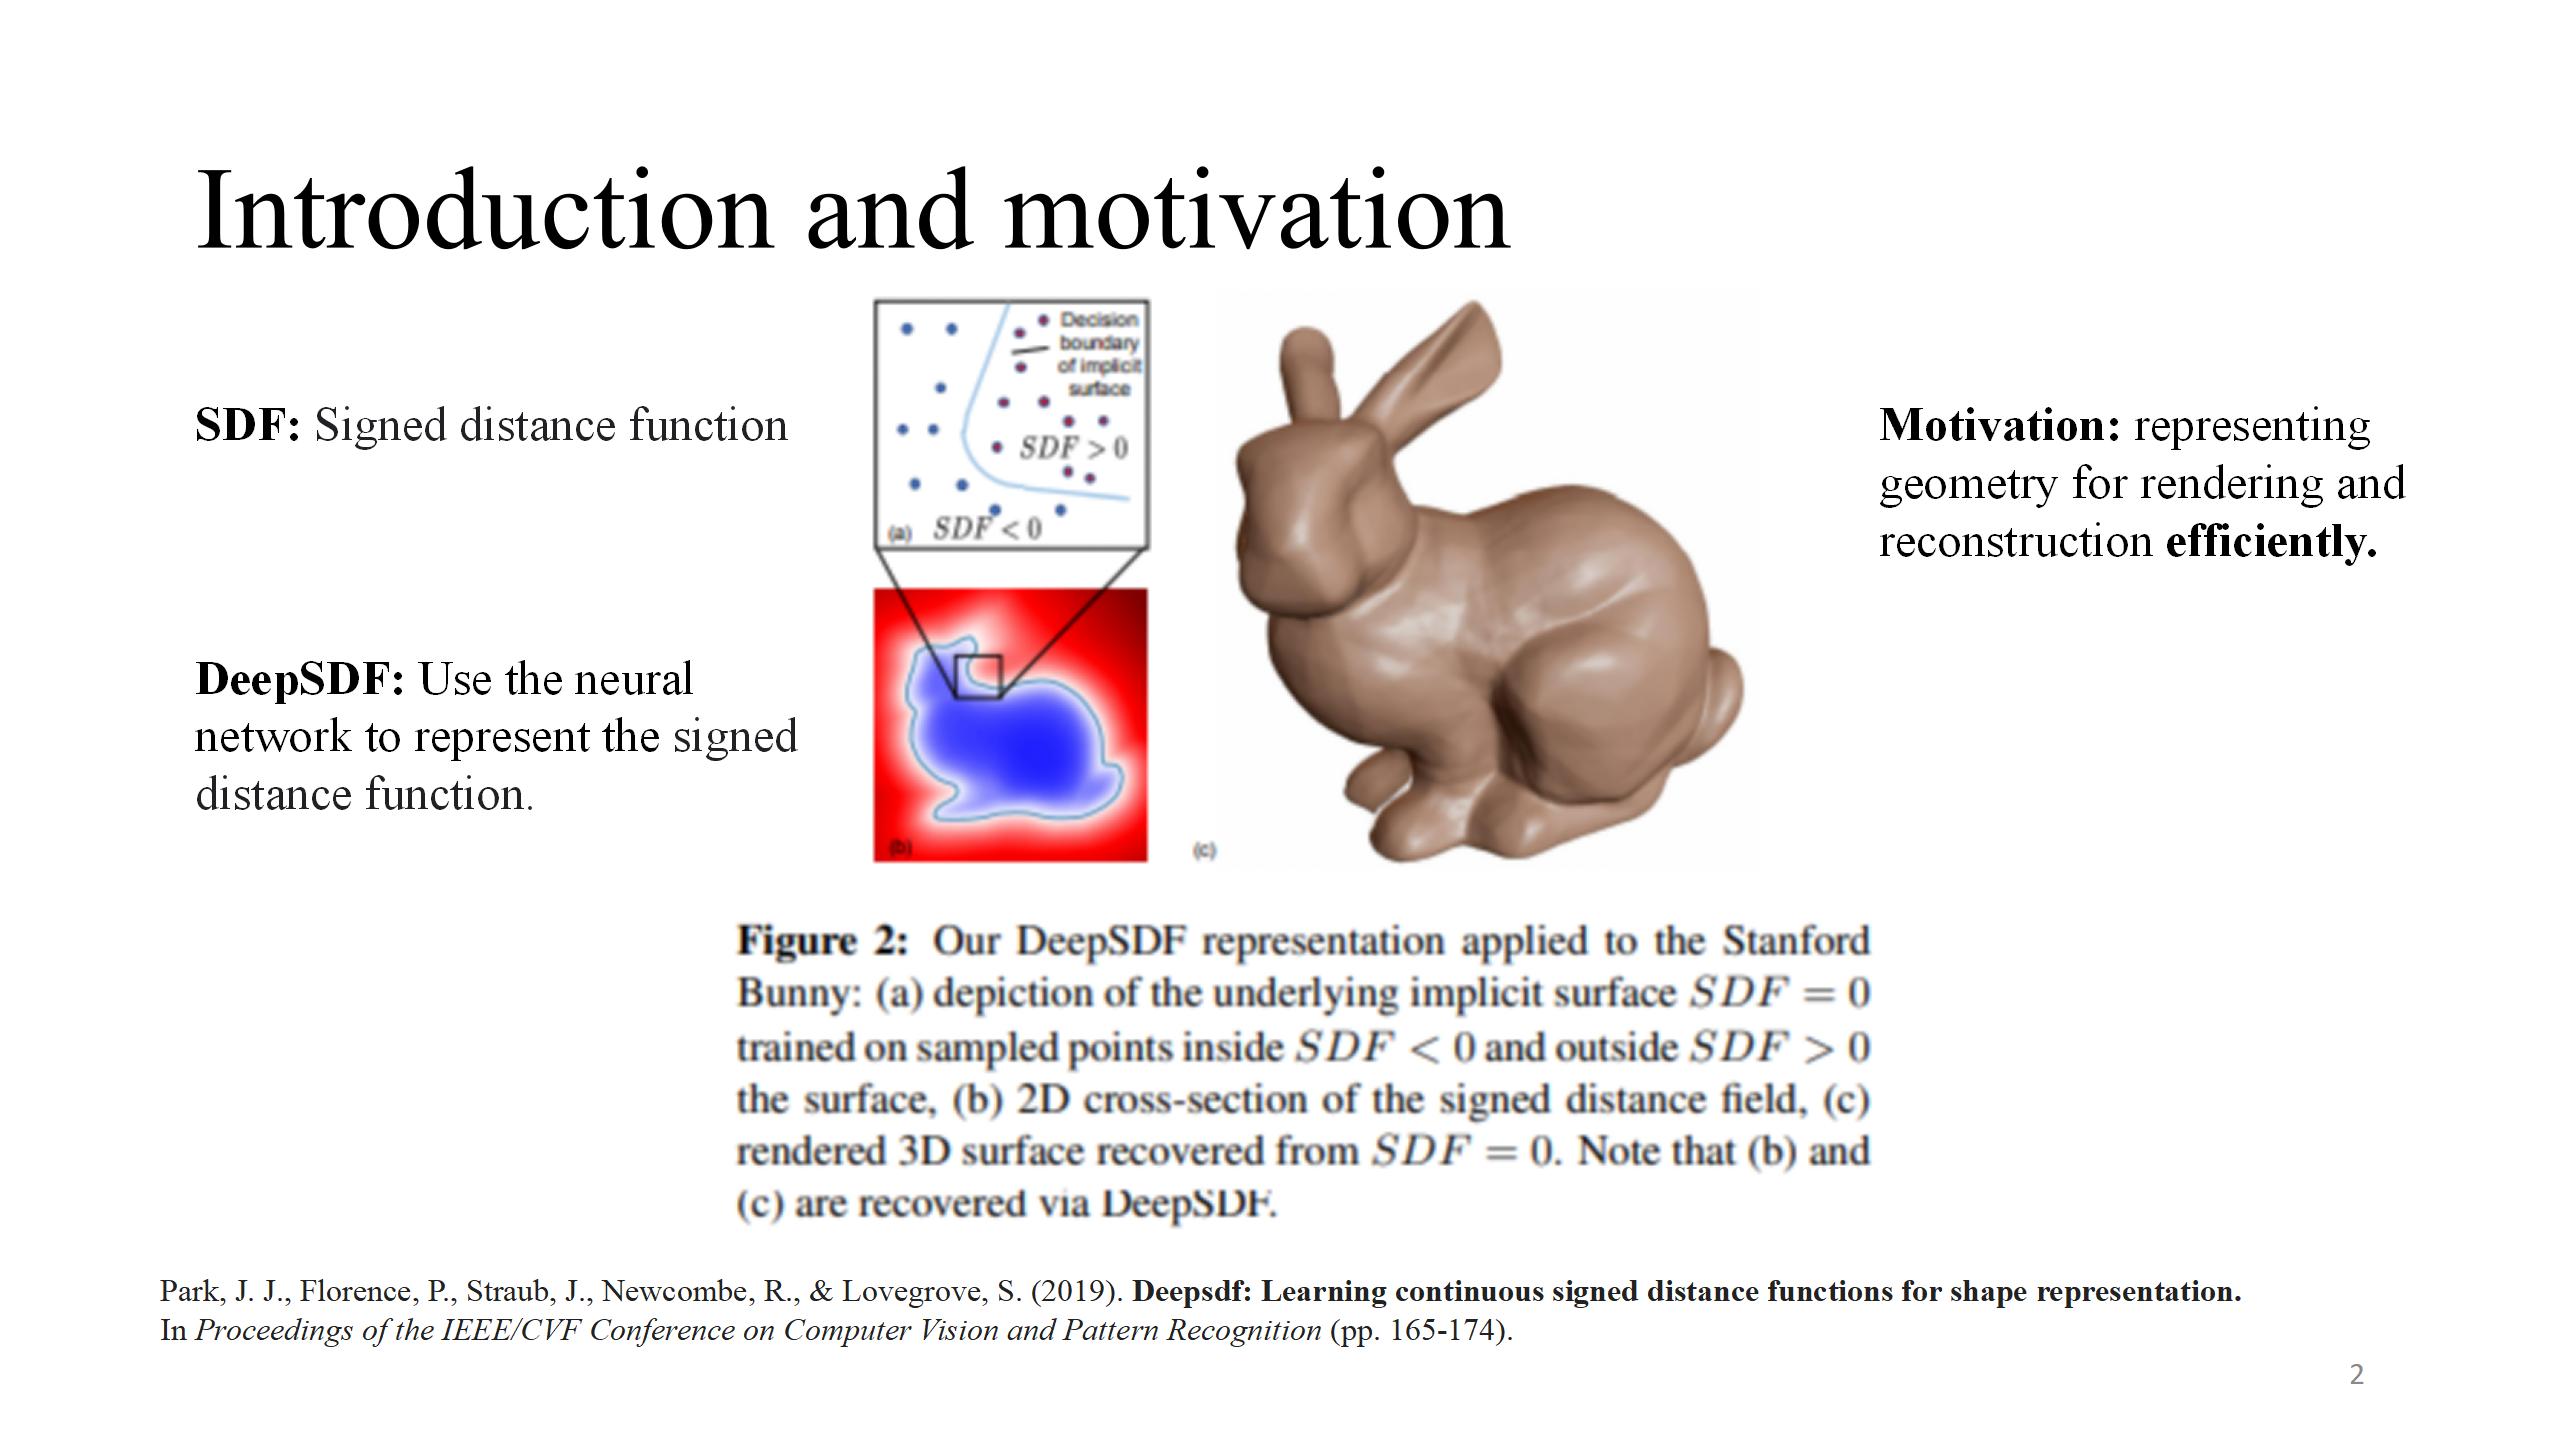 Introduction and motivation
SDF: Signed distance function
DeepSDF: Use the neural
network to represent the signed
distance function.
Decision
boundary
of implicit
surface
SDF > 0
(a) SDF < 0
(b)
(c)
Motivation: representing
geometry for rendering and
reconstruction efficiently.
Figure 2: Our DeepSDF representation applied to the Stanford
Bunny: (a) depiction of the underlying implicit surface SDF = 0
trained on sampled points inside SDF < 0 and outside SDF > 0
the surface, (b) 2D cross-section of the signed distance field, (c)
rendered 3D surface recovered from SDF = 0. Note that (b) and
(c) are recovered via DeepSDF.
Park, J. J., Florence, P., Straub, J., Newcombe, R., & Lovegrove, S. (2019). Deepsdf: Learning continuous signed distance functions for shape representation.
In Proceedings of the IEEE/CVF Conference on Computer Vision and Pattern Recognition (pp. 165-174).
2